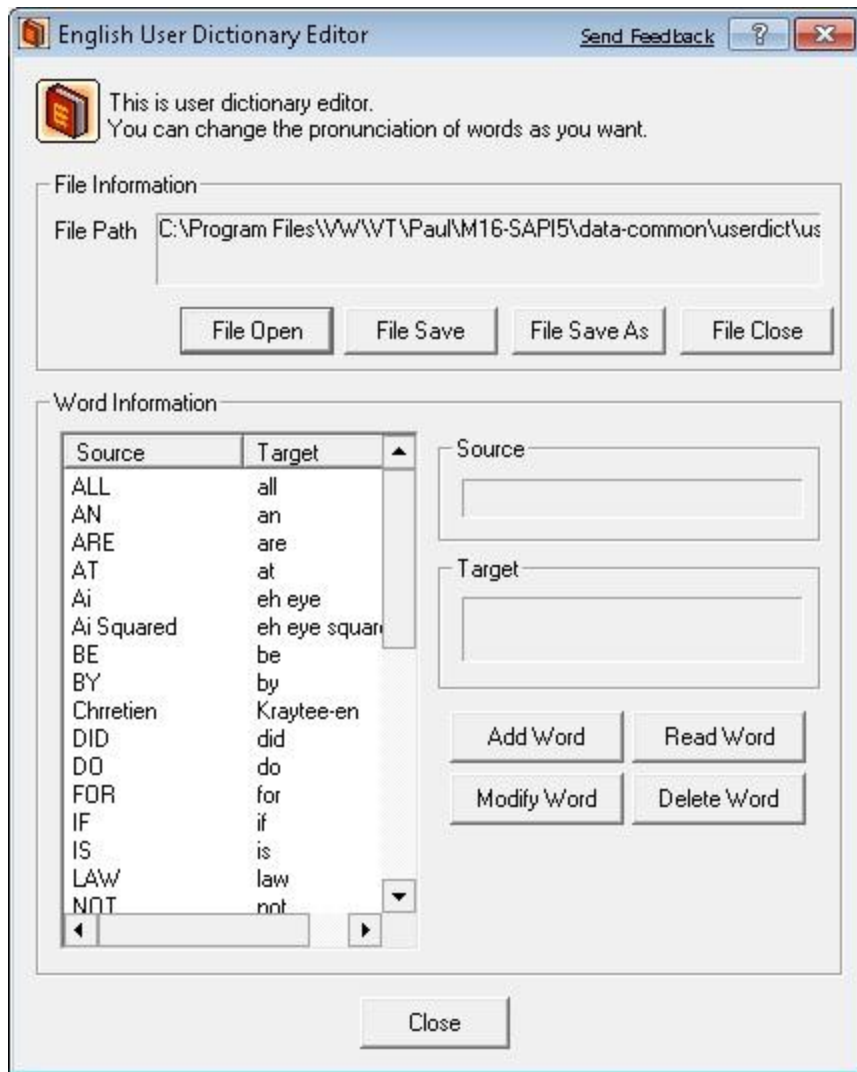 English User Dictionary Editor Send Feedback ?
This is user dictionary editor.
You can change the pronunciation of words as you want.
File Information
File Path C:\Program Files\VW\VT\Paul\M16-SAPI5\data-common\userdict\us
File Open File Save File Save As File Close
Word Information
Source Target
ALL all
AN an
ARE are
AT at
Ai eh eye
Ai Squared eh eye square
BE be
BY by
Chrretien Kraytee-en
DID did
DO do
FOR for
IF if
IS is
LAW law
NOT not
Source
Target
Add Word Read Word
Modify Word Delete Word
Close